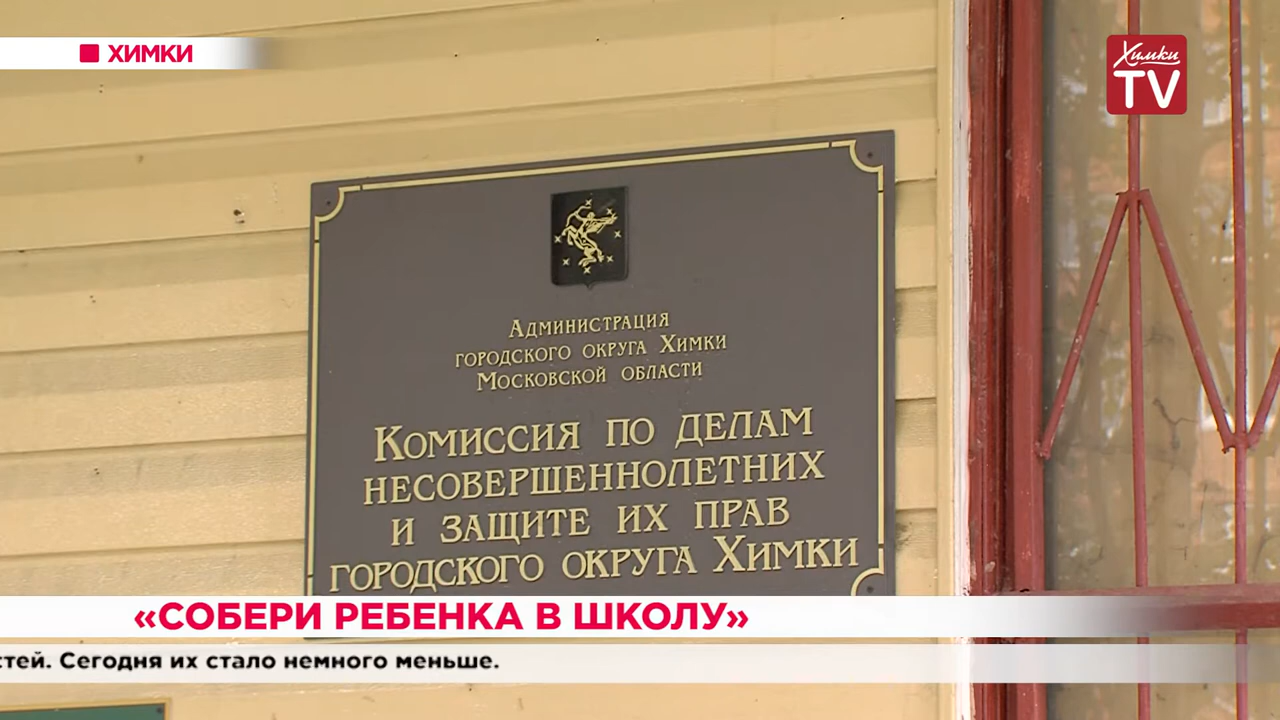 ХИМКИ
Химки
TV
Администрация
городского округа Химки
Московской области
Комиссия по делам
несовершеннолетних
и защите их прав
городского округа Химки
«СОБЕРИ РЕБЕНКА В ШКОЛУ»
стей. Сегодня их стало немного меньше.